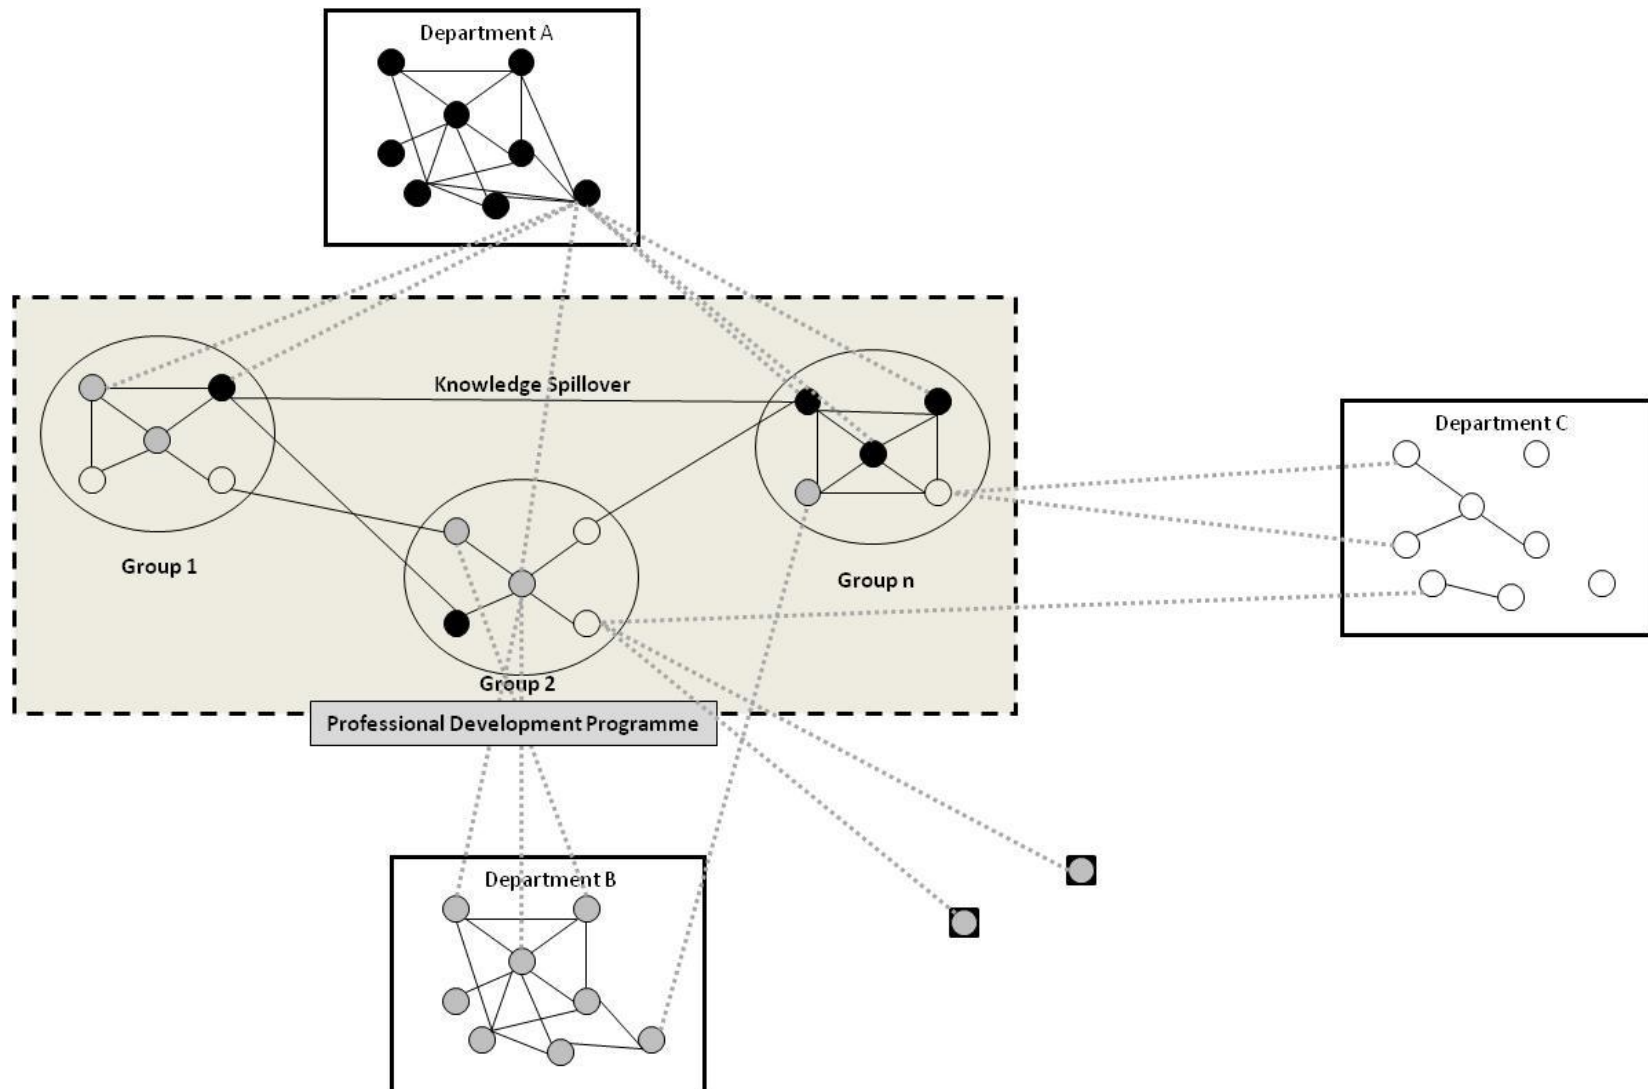 Department A
Knowledge Spillover
Department C
Group 1
Group n
Group 2
Professional Development Programme
Department B